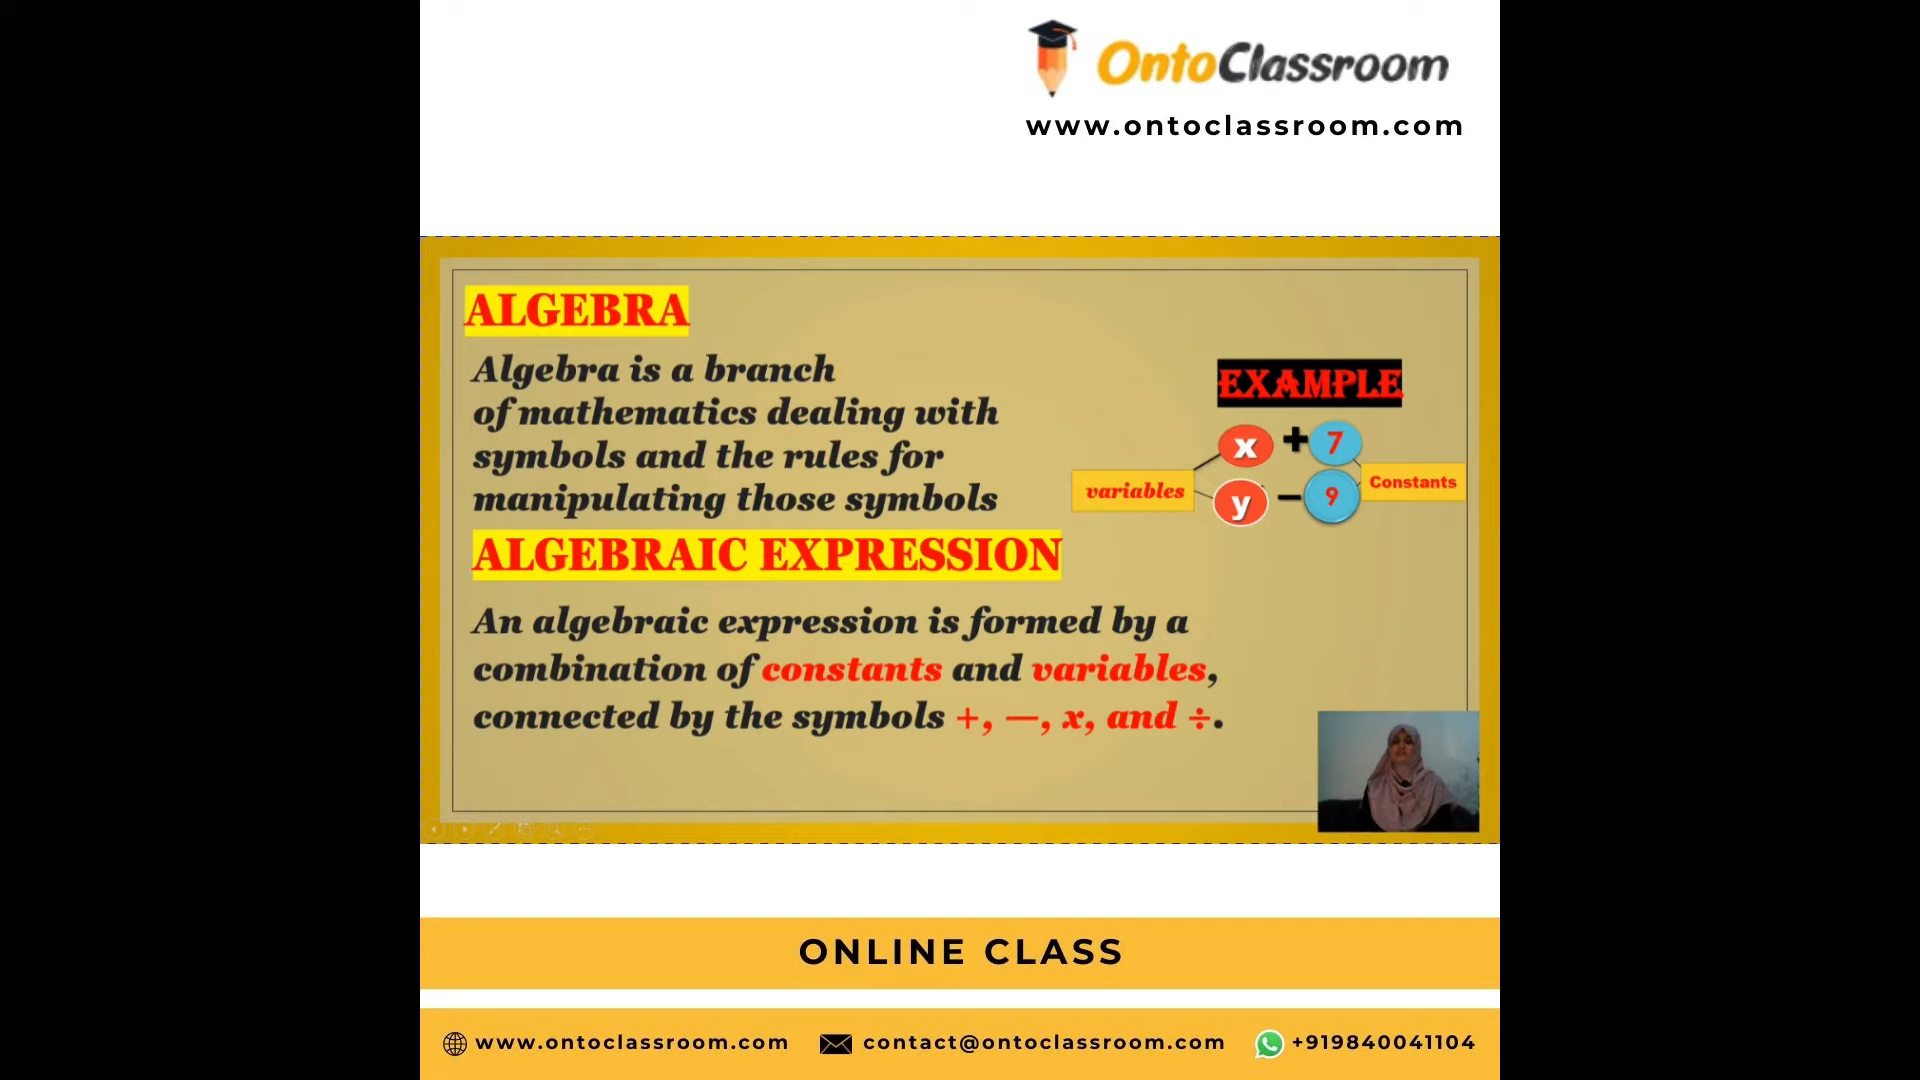 OntoClassroom
www.ontoclassroom.com
ALGEBRA
Algebra is a branch
of mathematics dealing with
symbols and the rules for
manipulating those symbols
EXAMPLE
x + 7
variables
Constants
y − 9
ALGEBRAIC EXPRESSION
An algebraic expression is formed by a
combination of constants and variables,
connected by the symbols +, —, x, and ÷.
ONLINE CLASS
www.ontoclassroom.com contact@ontoclassroom.com +919840041104